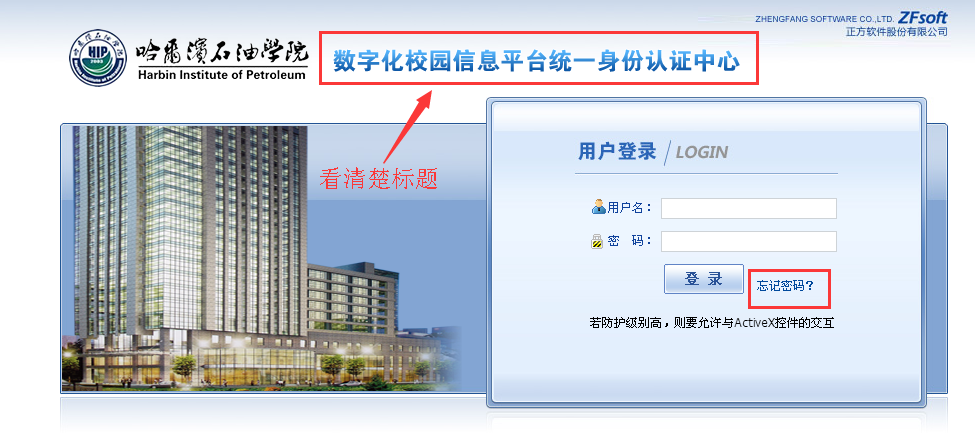 ZHENGFANG SOFTWARE CO.,LTD. ZFsoft
正方软件股份有限公司
HIP
哈尔滨石油学院
Harbin Institute of Petroleum
数字化校园信息平台统一身份认证中心
看清楚标题
用户登录 LOGIN
用户名：
密 码：
登 录 忘记密码？
若防护级别高，则要允许与ActiveX控件的交互